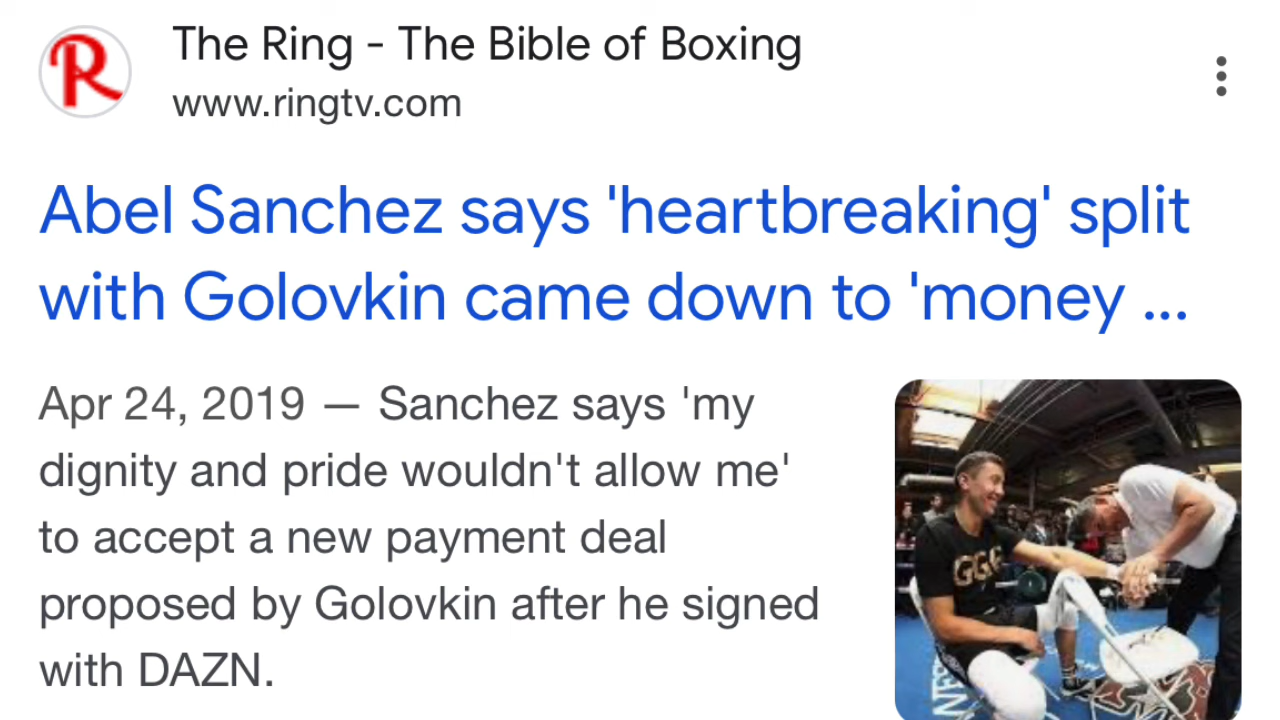 R
The Ring - The Bible of Boxing
www.ringtv.com
Abel Sanchez says 'heartbreaking' split
with Golovkin came down to 'money ...
Apr 24, 2019 — Sanchez says 'my
dignity and pride wouldn't allow me'
to accept a new payment deal
proposed by Golovkin after he signed
with DAZN.
GGG